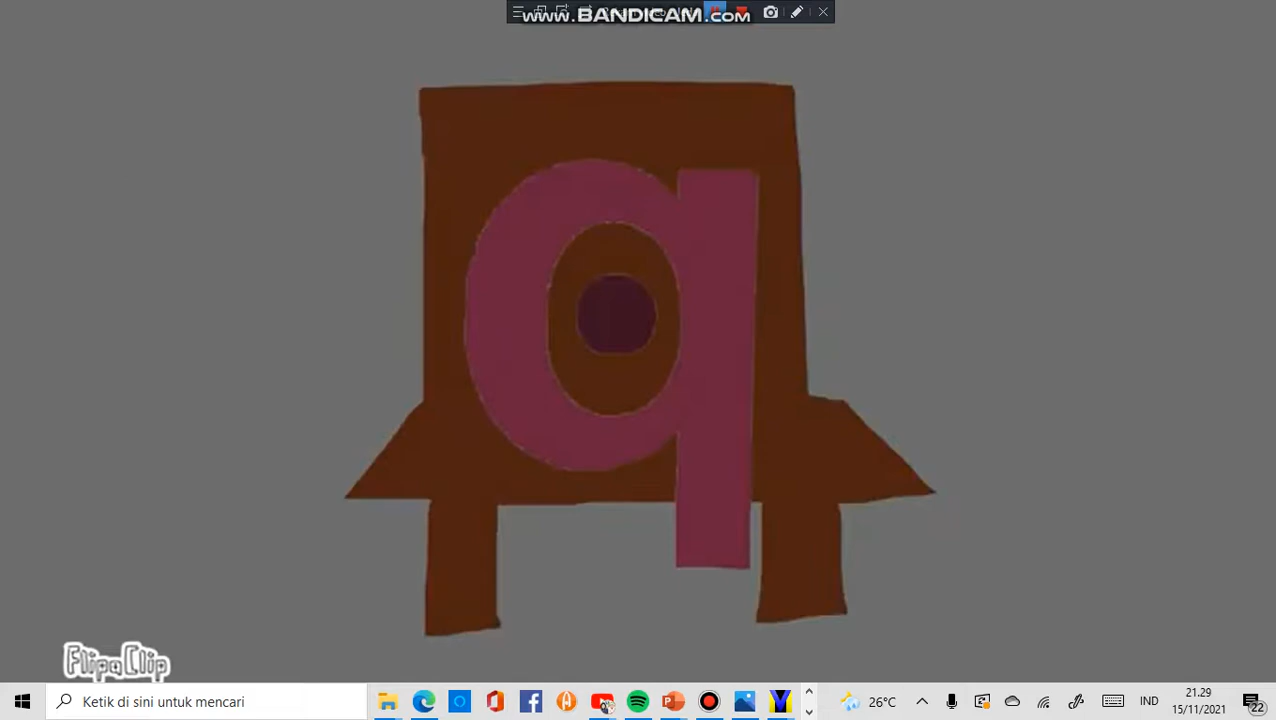 www.BANDICAM.com
q
FlipaClip
Ketik di sini untuk mencari
26°C
IND
21.29
15/11/2021
22